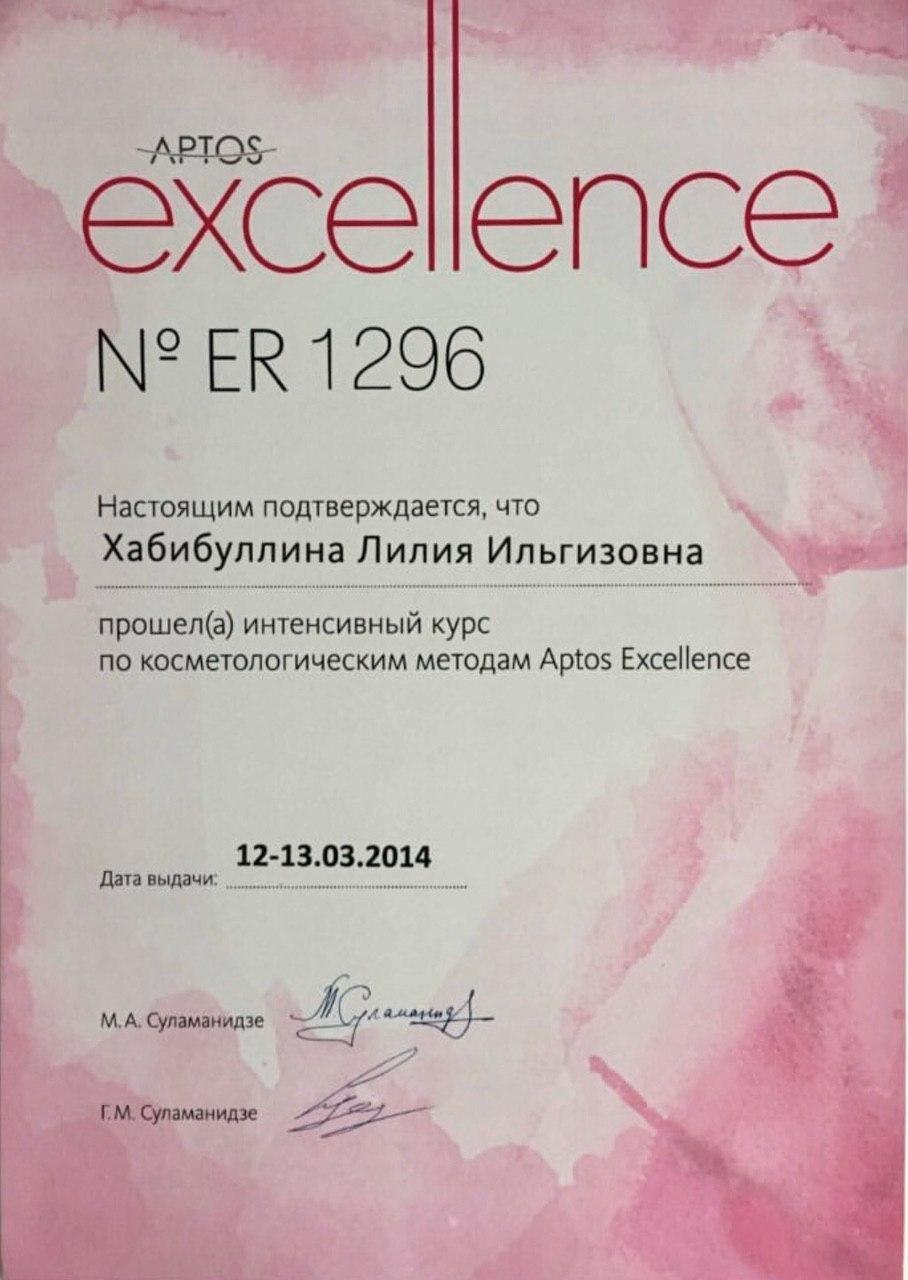 APTOS
excellence
№ ER 1296
Настоящим подтверждается, что
Хабибуллина Лилия Ильгизовна
прошел(а) интенсивный курс
по косметологическим методам Aptos Excellence
12-13.03.2014
Дата выдачи:
М.А. Суламанидзе
Г.М. Суламанидзе